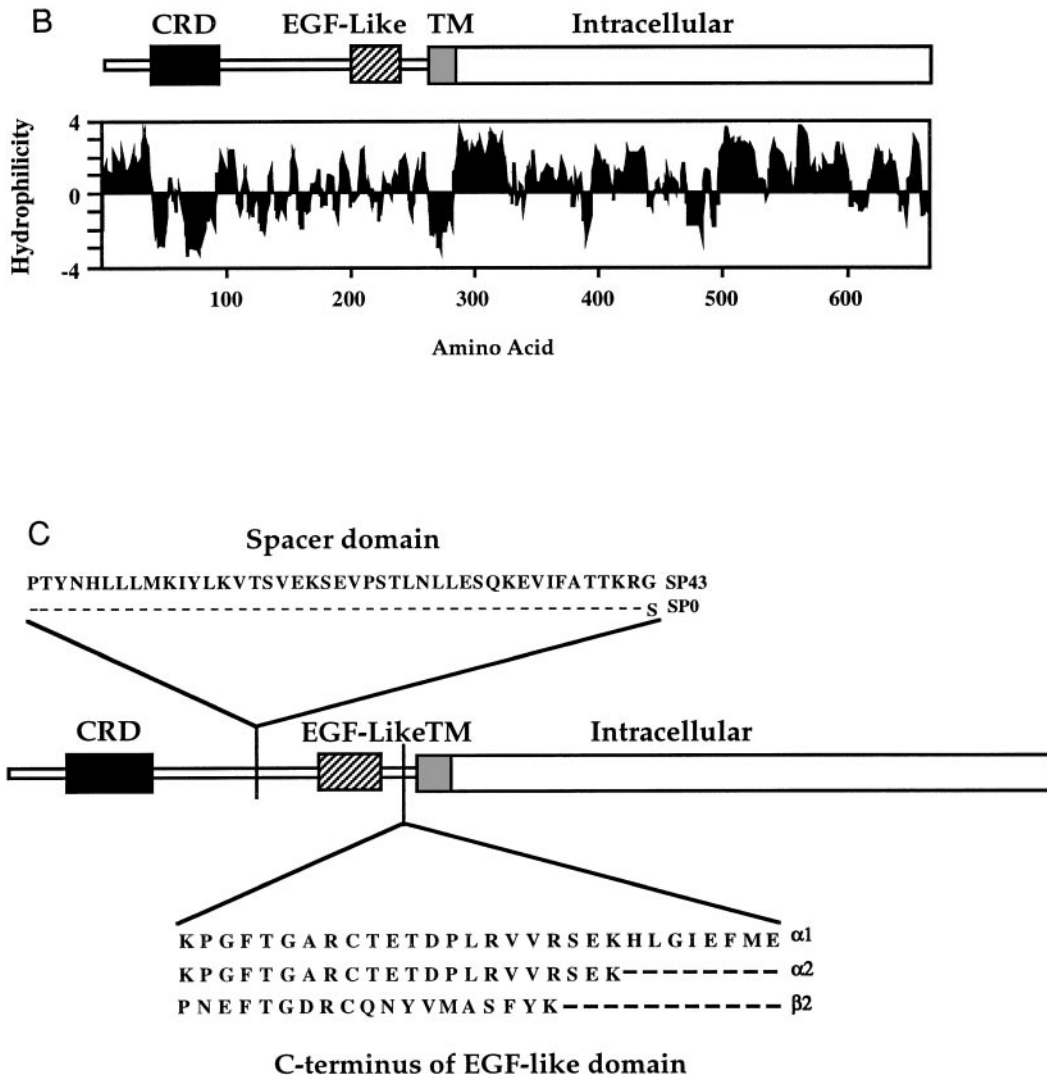 B
CRD EGF-Like TM Intracellular
Hydrophilicity
4
0
-4
100 200 300 400 500 600
Amino Acid
C
Spacer domain
PTYNHLLLMKIYLKVTSVEKSEVPSTLNLLESQKEVIFATTKRG SP43
S SP0
CRD EGF-LikeTM Intracellular
K P G F T G A R C T E T D P L R V V R S E K H L G I E F M E α1
K P G F T G A R C T E T D P L R V V R S E K α2
P N E F T G D R C Q N Y V M A S F Y K β2
C-terminus of EGF-like domain